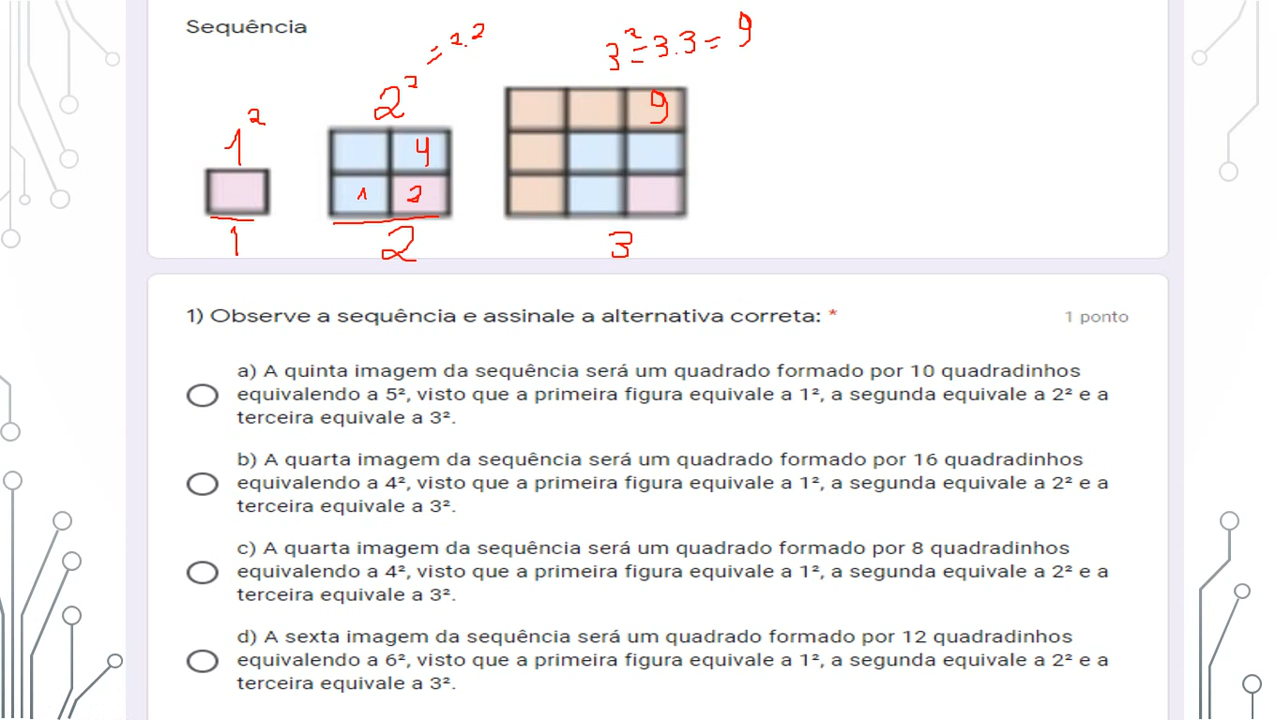 Sequência
1²
2² = 2.2
3² = 3.3 = 9
4
1 2
9
1
2
3
1) Observe a sequência e assinale a alternativa correta: *
1 ponto
a) A quinta imagem da sequência será um quadrado formado por 10 quadradinhos
equivalendo a 5², visto que a primeira figura equivale a 1², a segunda equivale a 2² e a
terceira equivale a 3².
b) A quarta imagem da sequência será um quadrado formado por 16 quadradinhos
equivalendo a 4², visto que a primeira figura equivale a 1², a segunda equivale a 2² e a
terceira equivale a 3².
c) A quarta imagem da sequência será um quadrado formado por 8 quadradinhos
equivalendo a 4², visto que a primeira figura equivale a 1², a segunda equivale a 2² e a
terceira equivale a 3².
d) A sexta imagem da sequência será um quadrado formado por 12 quadradinhos
equivalendo a 6², visto que a primeira figura equivale a 1², a segunda equivale a 2² e a
terceira equivale a 3².